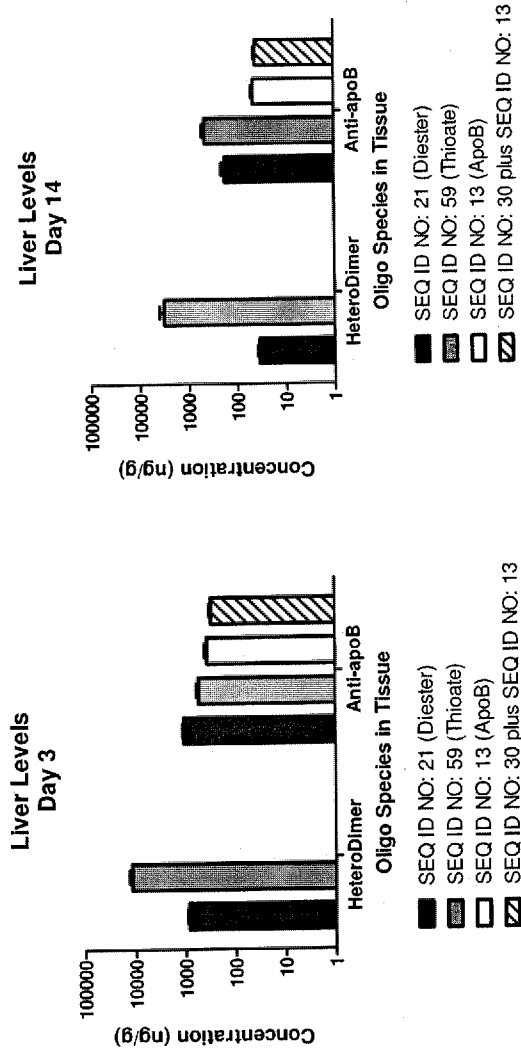 Liver Levels
Day 3
100000
10000
1000
100
10
1
Concentration (ng/g)
HeteroDimer
Anti-apoB
Oligo Species in Tissue
SEQ ID NO: 21 (Diester)
SEQ ID NO: 59 (Thioate)
SEQ ID NO: 13 (ApoB)
SEQ ID NO: 30 plus SEQ ID NO: 13
Liver Levels
Day 14
100000
10000
1000
100
10
1
Concentration (ng/g)
HeteroDimer
Anti-apoB
Oligo Species in Tissue
SEQ ID NO: 21 (Diester)
SEQ ID NO: 59 (Thioate)
SEQ ID NO: 13 (ApoB)
SEQ ID NO: 30 plus SEQ ID NO: 13